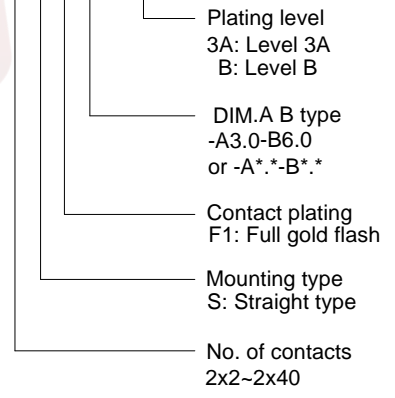 Plating level
3A: Level 3A
B: Level B
DIM.A B type
-A3.0-B6.0
or -A*.*-B*.*
Contact plating
F1: Full gold flash
Mounting type
S: Straight type
No. of contacts
2x2~2x40